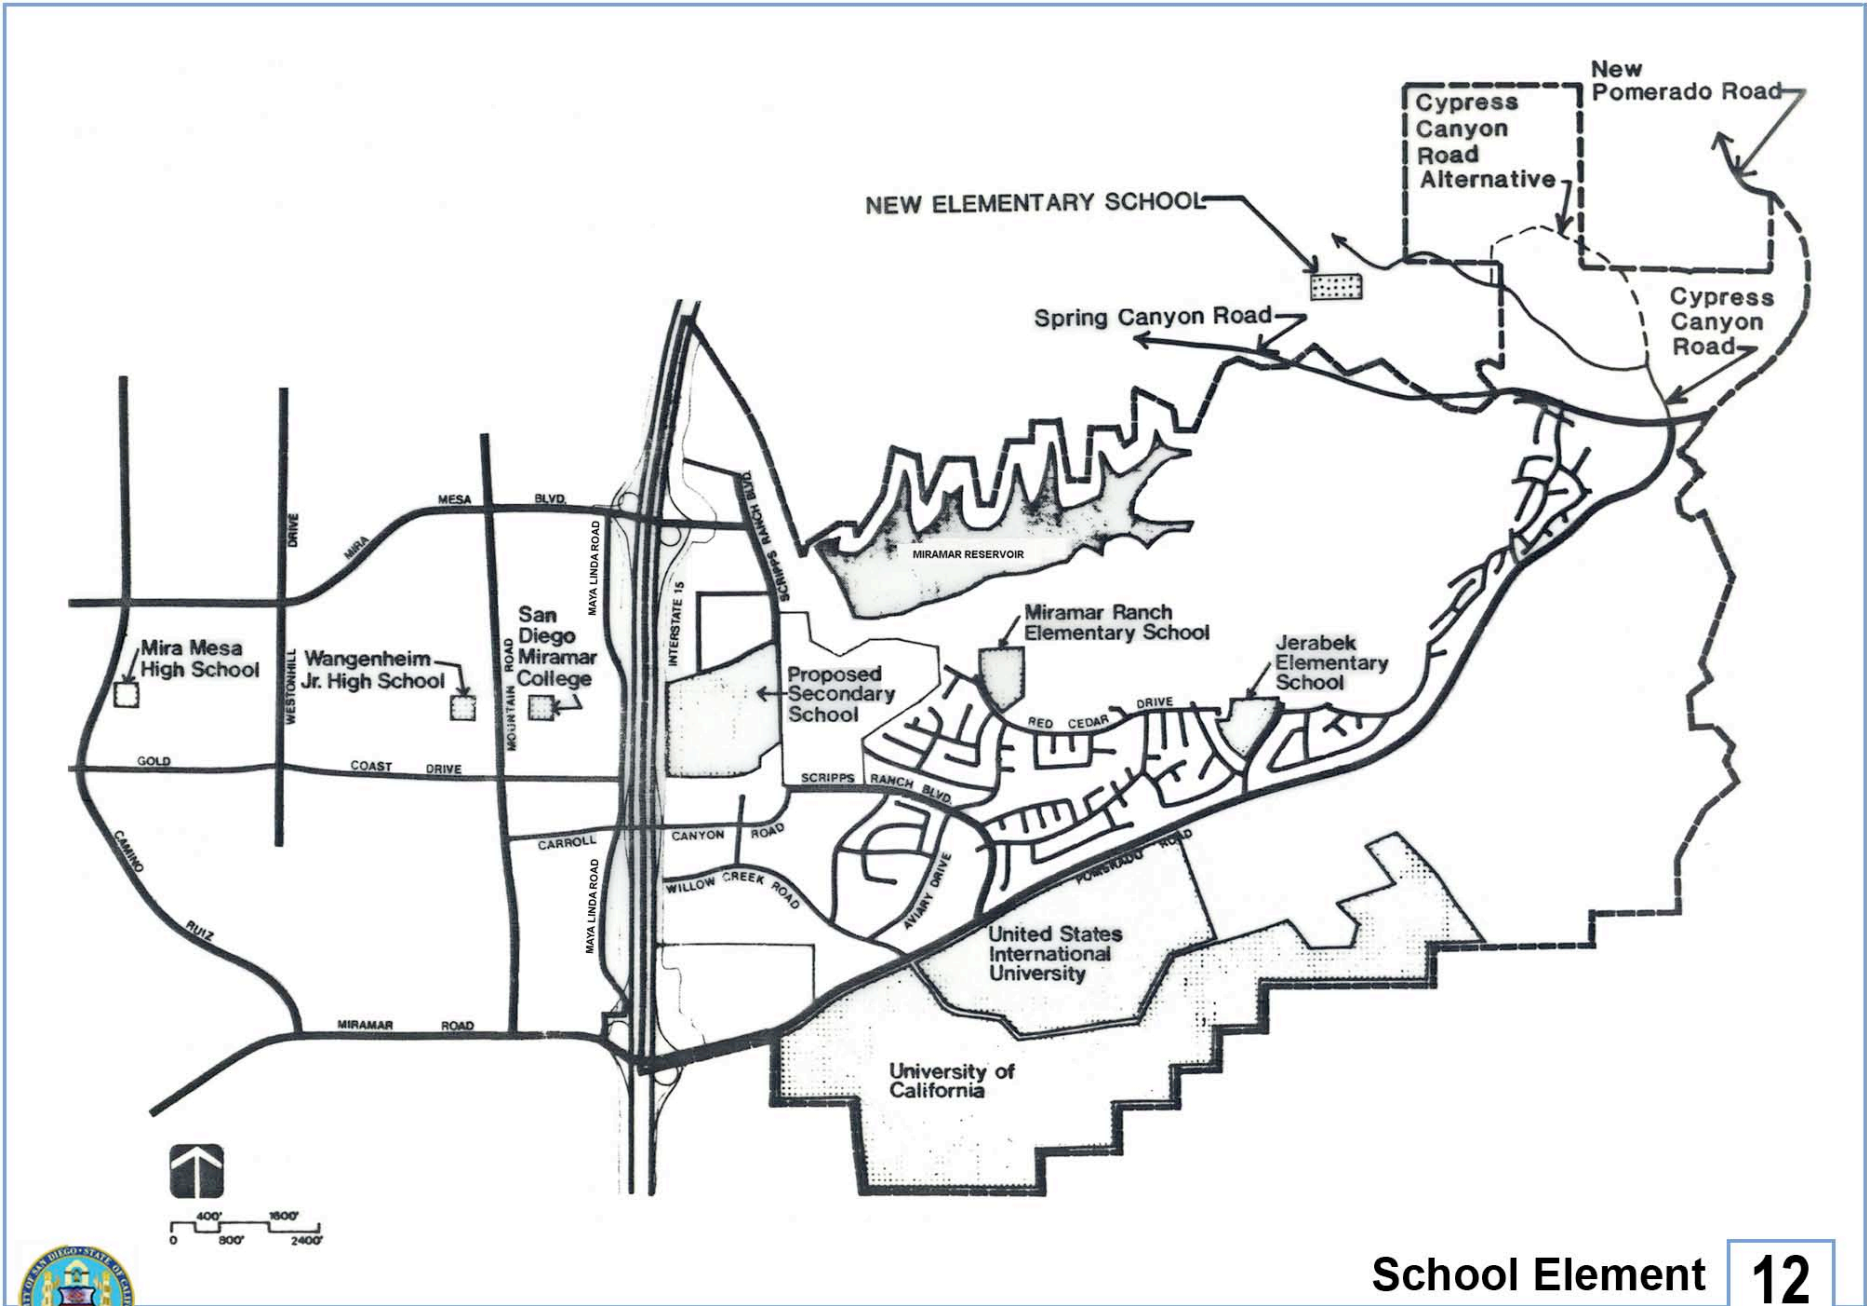 New
Pomerado Road
Cypress
Canyon
Road
Alternative
NEW ELEMENTARY SCHOOL
Cypress
Canyon
Road
Spring Canyon Road
MESA BLVD.
DRIVE
MIRA
MAYA LINDA ROAD
SCRIPPS RANCH BLVD.
MIRAMAR RESERVOIR
INTERSTATE 15
San
Diego
Miramar
College
Miramar Ranch
Elementary School
Mira Mesa
High School
Wangenheim
Jr. High School
WESTONHILL
MOUNTAIN ROAD
Proposed
Secondary
School
Jerabek
Elementary
School
RED CEDAR DRIVE
GOLD COAST DRIVE
SCRIPPS RANCH BLVD.
CARROLL CANYON ROAD
CAMINO
RUIZ
MAYA LINDA ROAD
WILLOW CREEK ROAD
AVIARY DRIVE
POMERADO ROAD
United States
International
University
MIRAMAR ROAD
University of
California
400' 1600'
0 800' 2400'
School Element 12